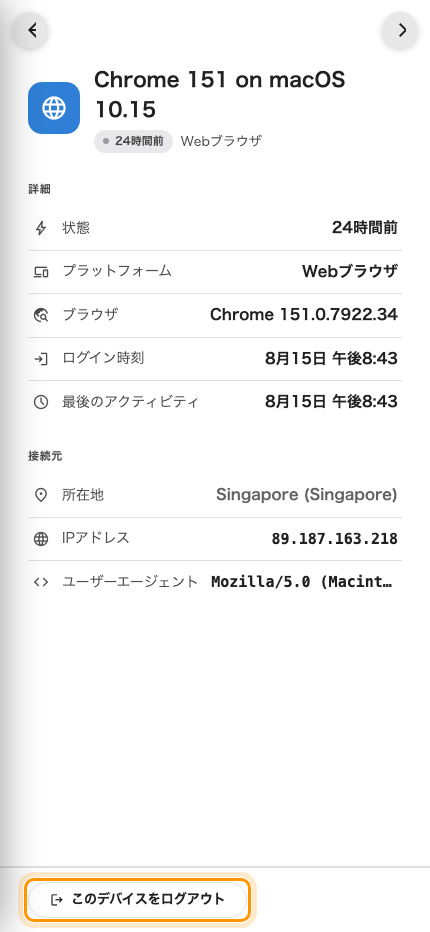 Chrome 151 on macOS
10.15
24時間前 Webブラウザ
詳細
状態 24時間前
プラットフォーム Webブラウザ
ブラウザ Chrome 151.0.7922.34
ログイン時刻 8月15日 午後8:43
最後のアクティビティ 8月15日 午後8:43
接続元
所在地 Singapore (Singapore)
IPアドレス 89.187.163.218
ユーザーエージェント Mozilla/5.0 (Macint…
このデバイスをログアウト